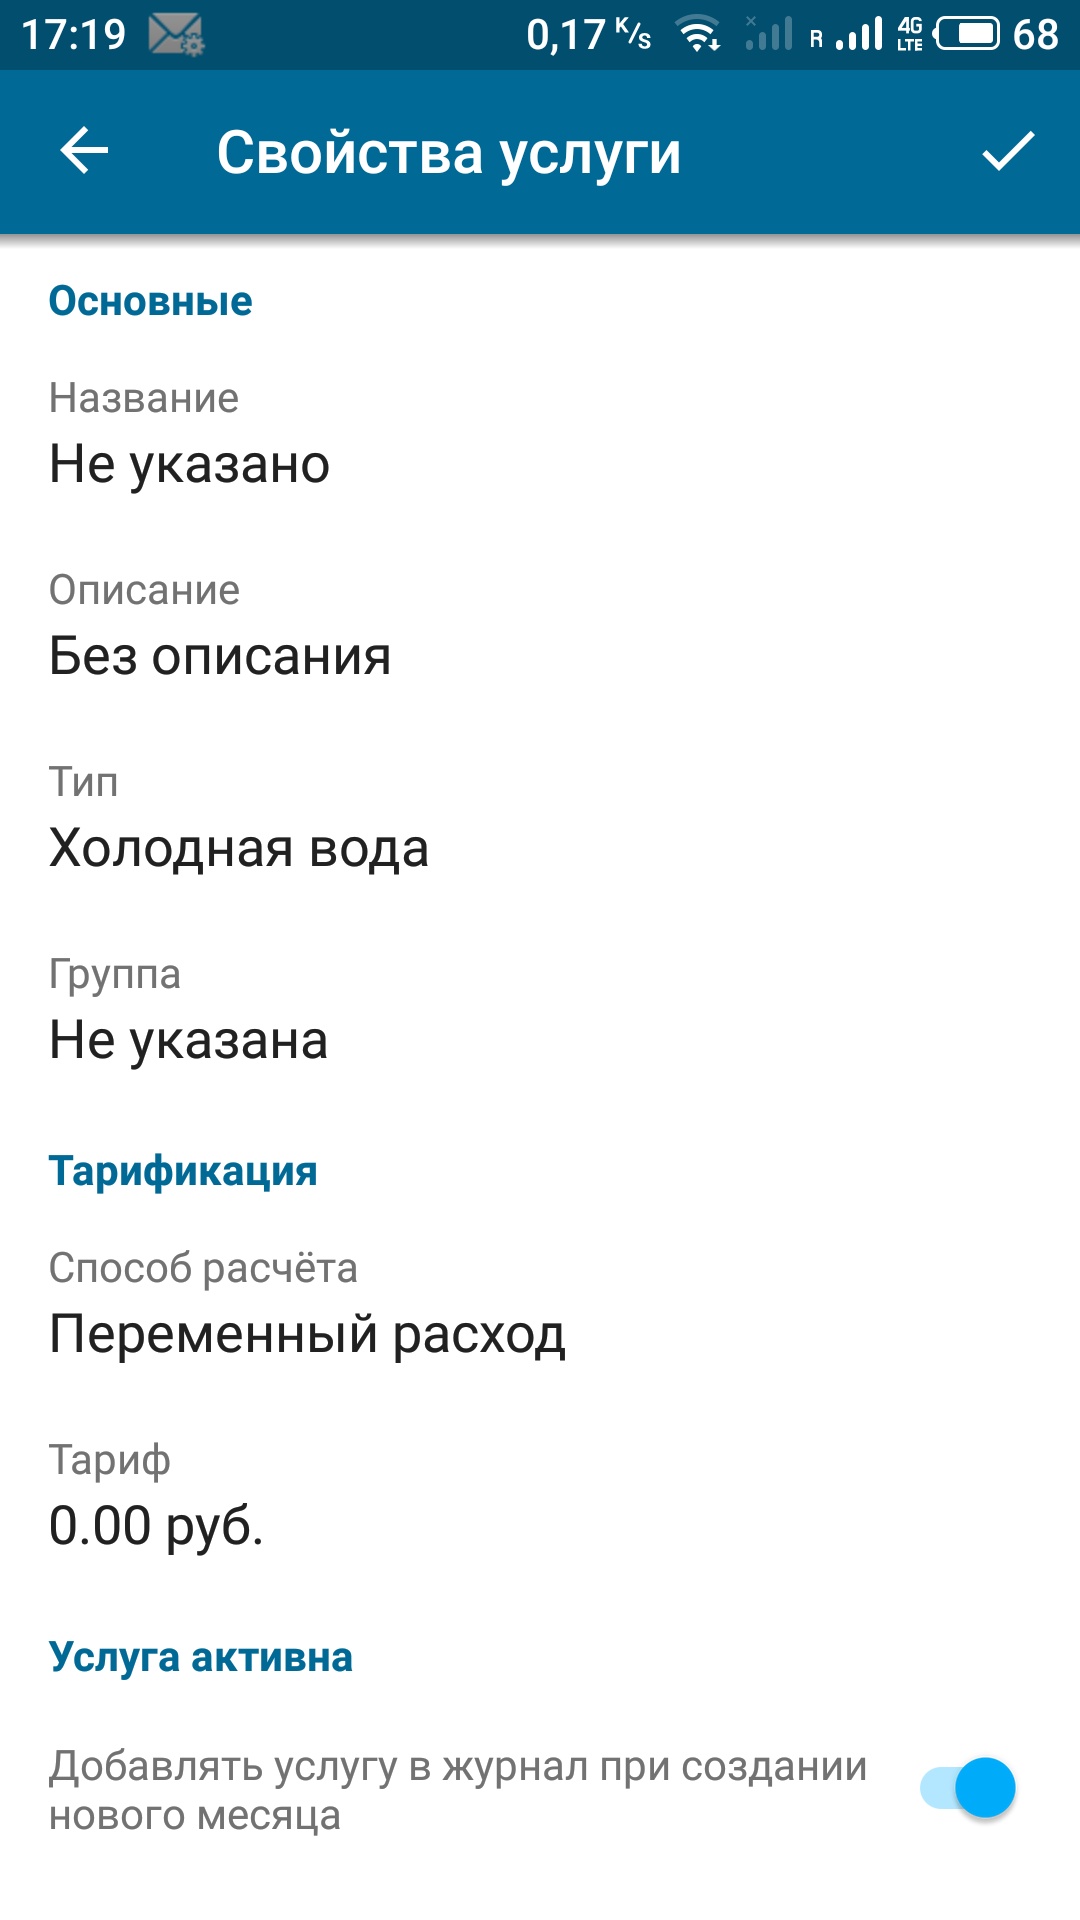 17:19 0,17 K/s R 4G LTE 68
Свойства услуги
Основные
Название
Не указано
Описание
Без описания
Тип
Холодная вода
Группа
Не указана
Тарификация
Способ расчёта
Переменный расход
Тариф
0.00 руб.
Услуга активна
Добавлять услугу в журнал при создании
нового месяца